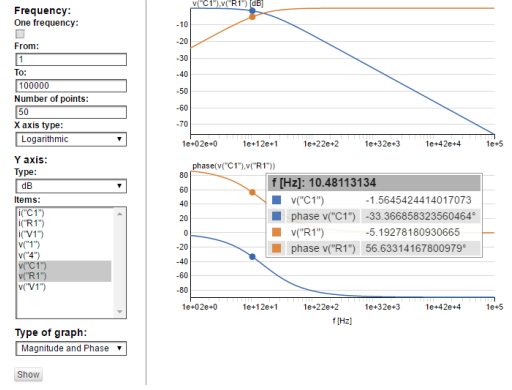 Frequency:
One frequency:
From:
1
To:
100000
Number of points:
50
X axis type:
Logarithmic
Y axis:
Type:
dB
Items:
i("C1")
i("R1")
i("V1")
v("1")
v("4")
v("C1")
v("R1")
v("V1")
Type of graph:
Magnitude and Phase
Show
v("C1"),v("R1") [dB]
-10
-20
-30
-40
-50
-60
-70
1e+02e+0 1e+12e+1 1e+22e+2 1e+32e+3 1e+42e+4 1e+5
phase(v("C1"),v("R1"))
80
60
40
20
0
-20
-40
-60
-80
1e+02e+0 1e+12e+1 1e+22e+2 1e+32e+3 1e+42e+4 1e+5
f [Hz]
f [Hz]: 10.48113134
v("C1") -1.5645424414017073
phase v("C1") -33.366858323560464°
v("R1") -5.19278180930665
phase v("R1") 56.63314167800979°